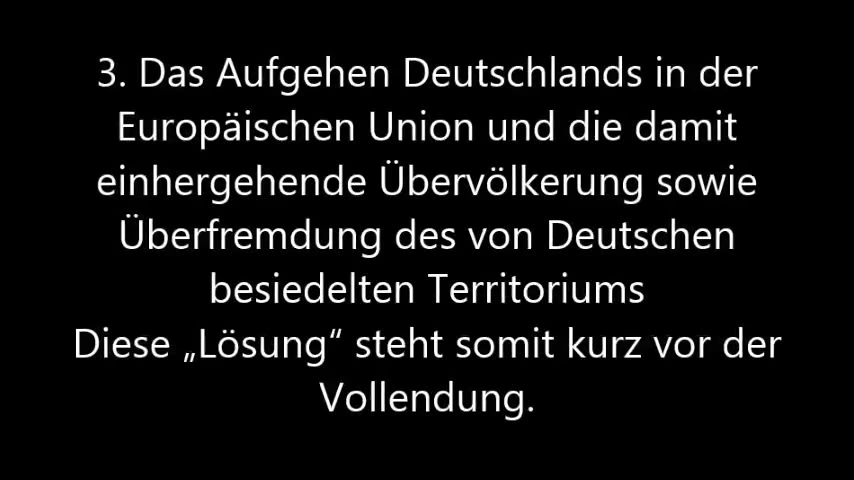 3. Das Aufgehen Deutschlands in der
Europäischen Union und die damit
einhergehende Übervölkerung sowie
Überfremdung des von Deutschen
besiedelten Territoriums
Diese „Lösung“ steht somit kurz vor der
Vollendung.